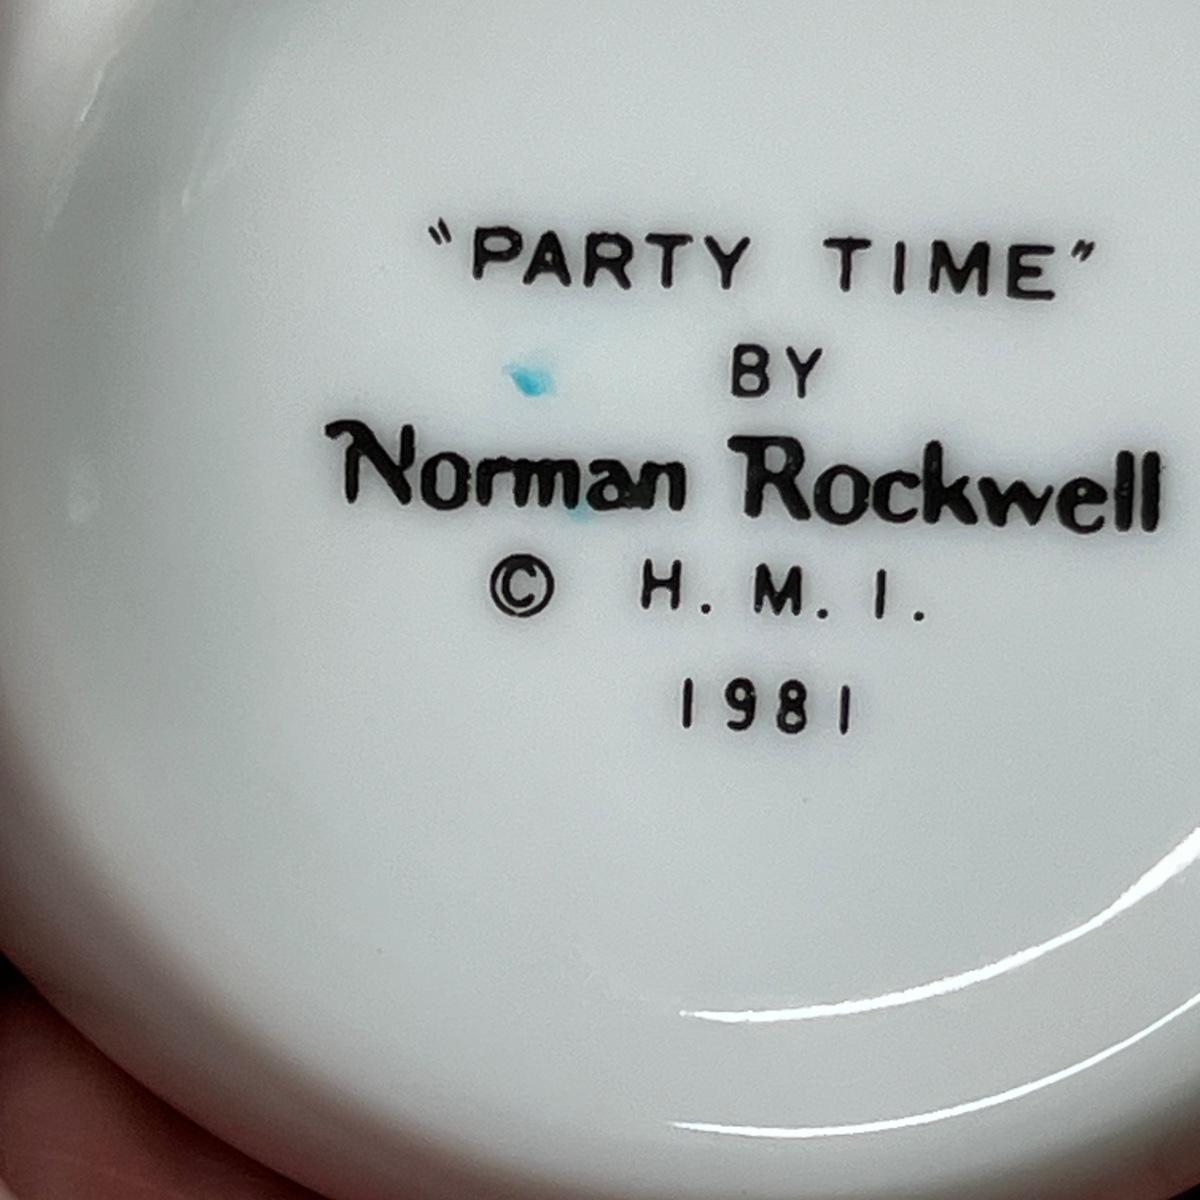 "PARTY TIME"
BY
Norman Rockwell
© H. M. I.
1981